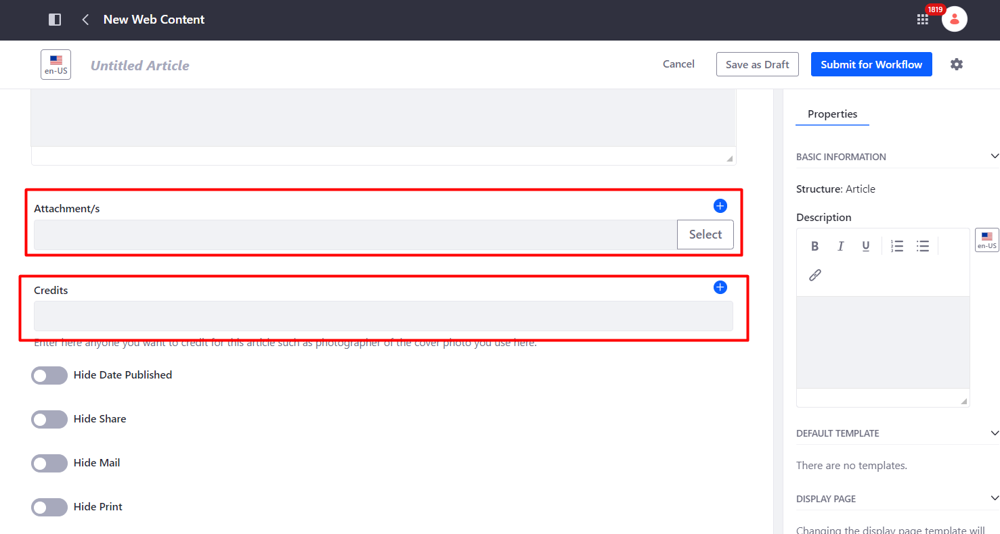 New Web Content
1819
en-US
Untitled Article
Cancel
Save as Draft
Submit for Workflow
Attachment/s
Select
Credits
Enter here anyone you want to credit for this article such as photographer of the cover photo you use here.
Hide Date Published
Hide Share
Hide Mail
Hide Print
Properties
BASIC INFORMATION
Structure: Article
Description
B I U
en-US
DEFAULT TEMPLATE
There are no templates.
DISPLAY PAGE
Changing the display page template will